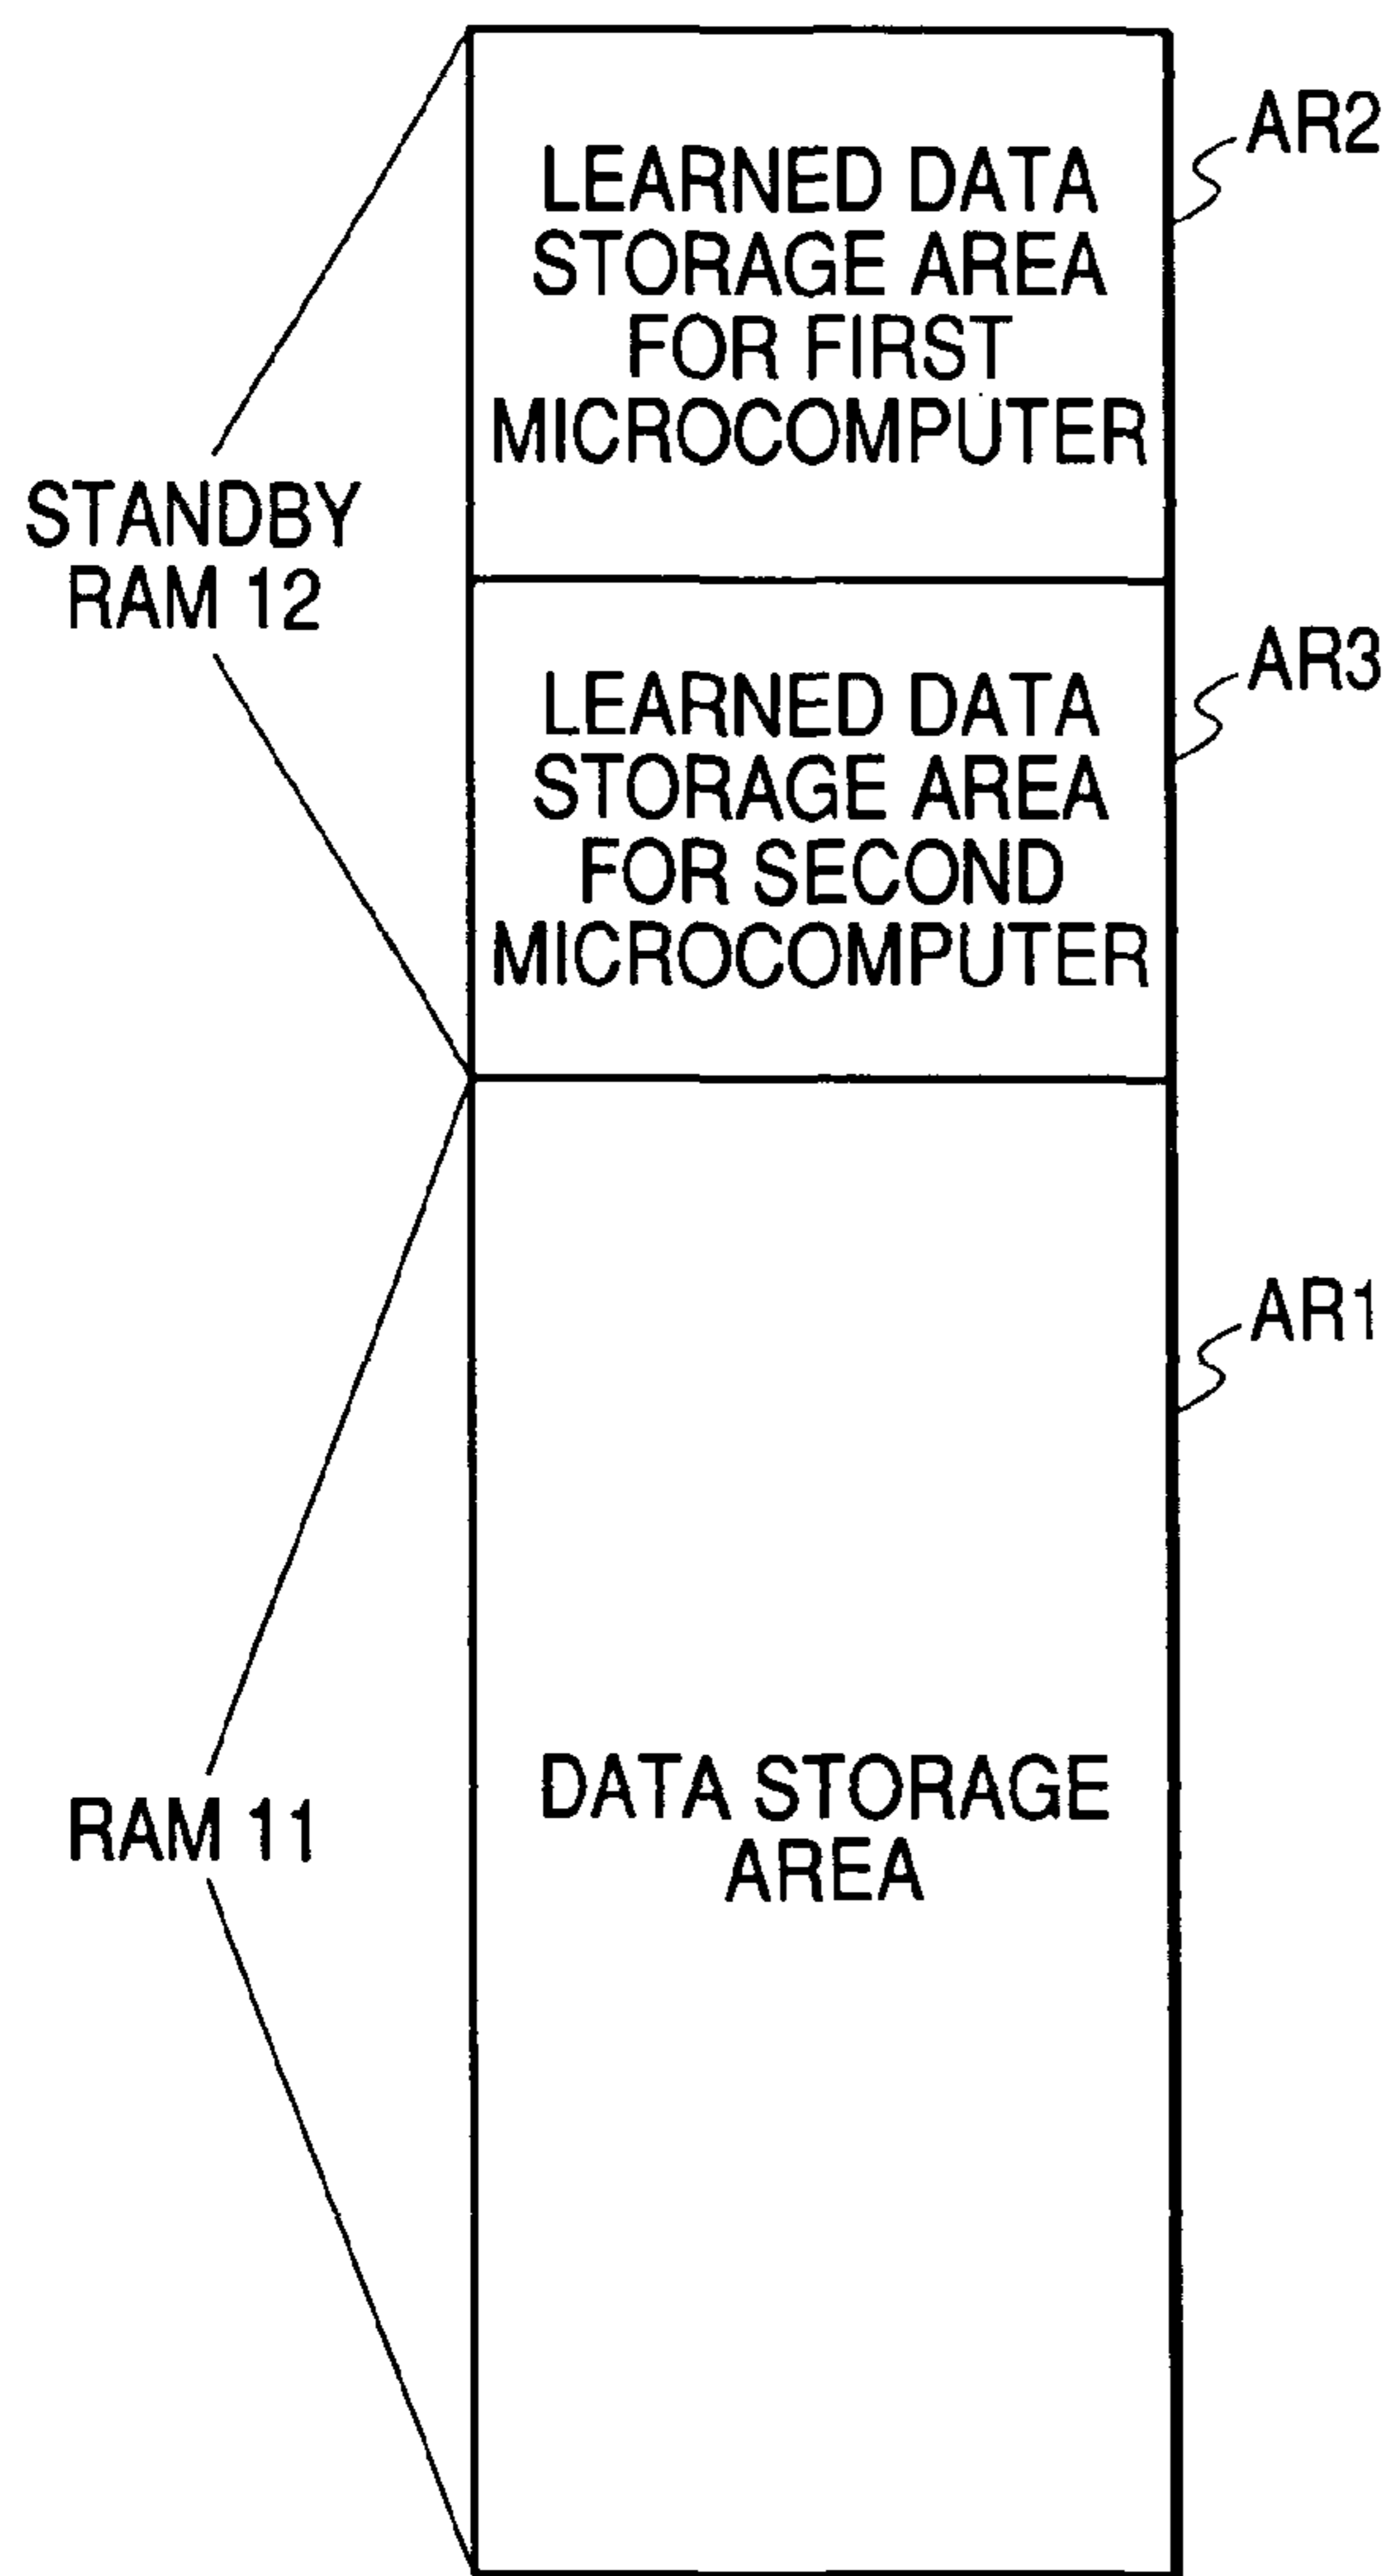 AR2
LEARNED DATA
STORAGE AREA
FOR FIRST
MICROCOMPUTER
STANDBY
RAM 12
AR3
LEARNED DATA
STORAGE AREA
FOR SECOND
MICROCOMPUTER
AR1
RAM 11
DATA STORAGE
AREA